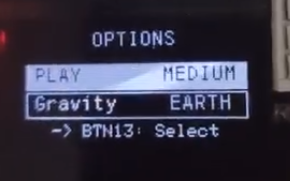 OPTIONS
PLAY MEDIUM
Gravity EARTH
-> BTN13: Select